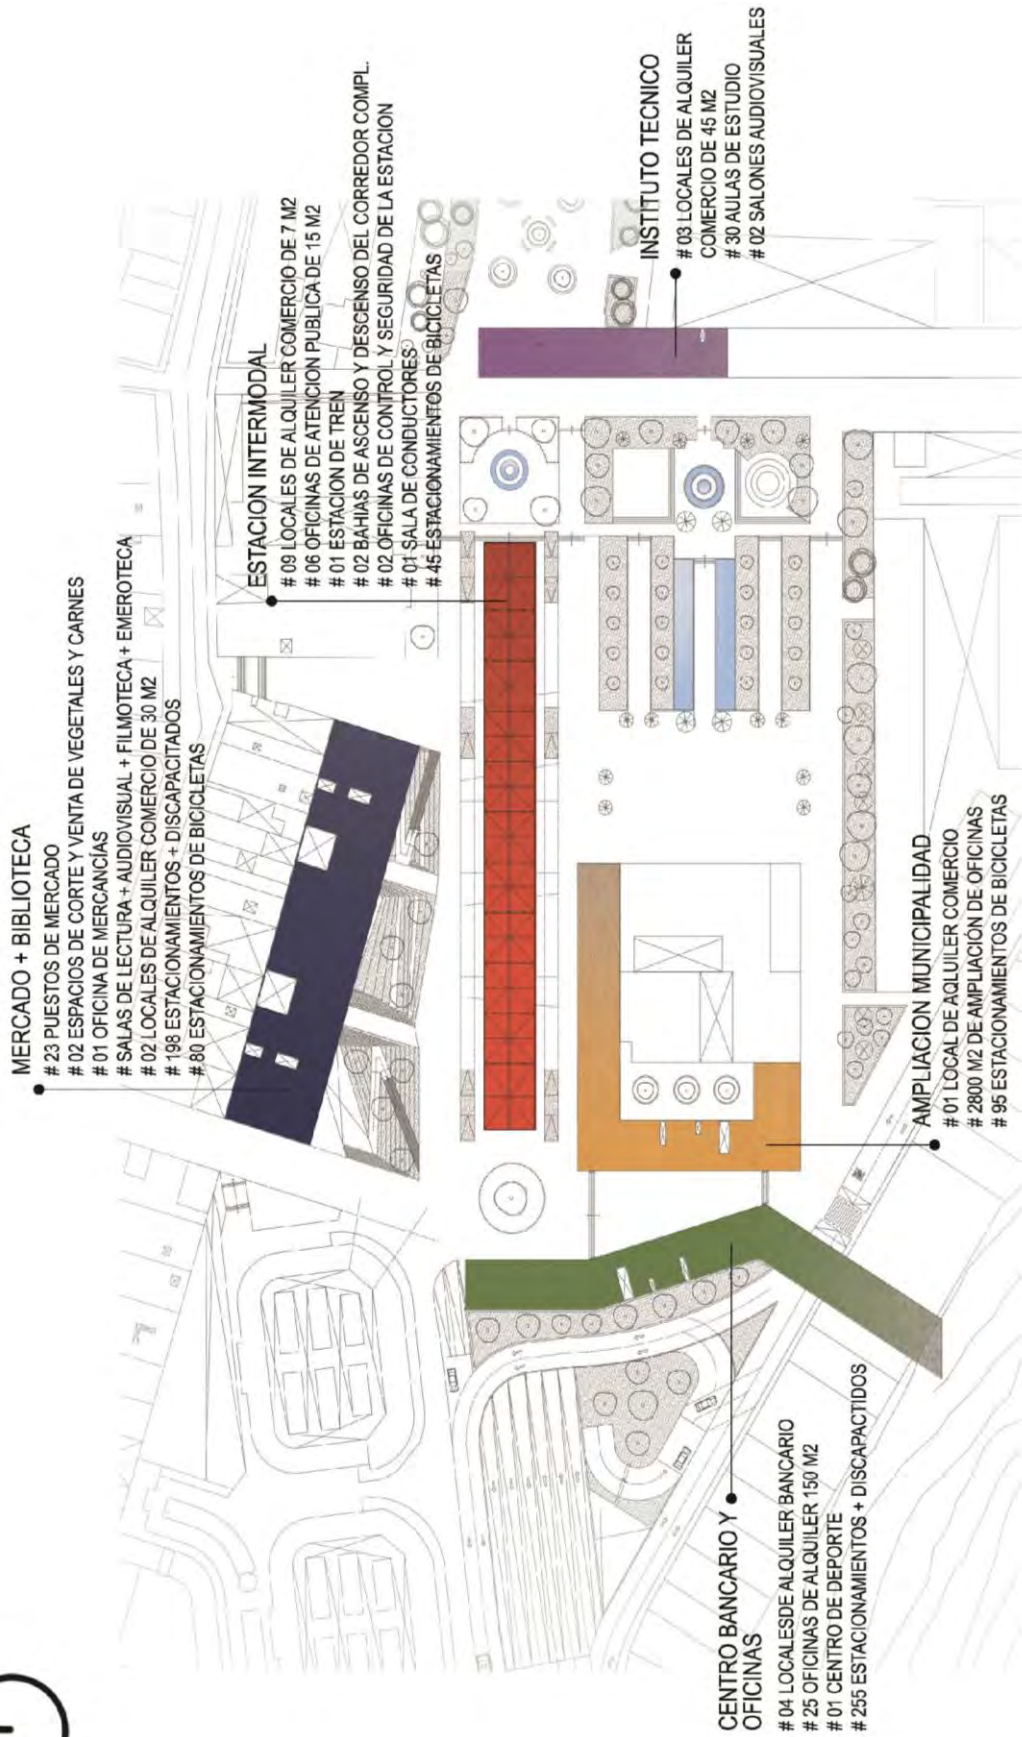 MERCADO + BIBLIOTECA
# 23 PUESTOS DE MERCADO
# 02 ESPACIOS DE CORTE Y VENTA DE VEGETALES Y CARNES
# 01 OFICINA DE MERCANCÍAS
# SALAS DE LECTURA + AUDIOVISUAL + FILMOTECA + EMEROTECA
# 02 LOCALES DE ALQUILER COMERCIO DE 30 M2
# 198 ESTACIONAMIENTOS + DISCAPACITADOS
# 80 ESTACIONAMIENTOS DE BICICLETAS
ESTACION INTERMODAL
# 09 LOCALES DE ALQUILER COMERCIO DE 7 M2
# 06 OFICINAS DE ATENCION PUBLICA DE 15 M2
# 01 ESTACION DE TREN
# 02 BAHIAS DE ASCENSO Y DESCENSO DEL CORREDOR COMPL.
# 02 OFICINAS DE CONTROL Y SEGURIDAD DE LA ESTACION
# 01 SALA DE CONDUCTORES
# 45 ESTACIONAMIENTOS DE BICICLETAS
INSTITUTO TECNICO
# 03 LOCALES DE ALQUILER
COMERCIO DE 45 M2
# 30 AULAS DE ESTUDIO
# 02 SALONES AUDIOVISUALES
CENTRO BANCARIO Y
OFICINAS
# 04 LOCALESDE ALQUILER BANCARIO
# 25 OFICINAS DE ALQUILER 150 M2
# 01 CENTRO DE DEPORTE
# 255 ESTACIONAMIENTOS + DISCAPACTIDOS
AMPLIACION MUNICIPALIDAD
# 01 LOCAL DE AQUILER COMERCIO
# 2800 M2 DE AMPLIACION DE OFICINAS
# 95 ESTACIONAMIENTOS DE BICICLETAS